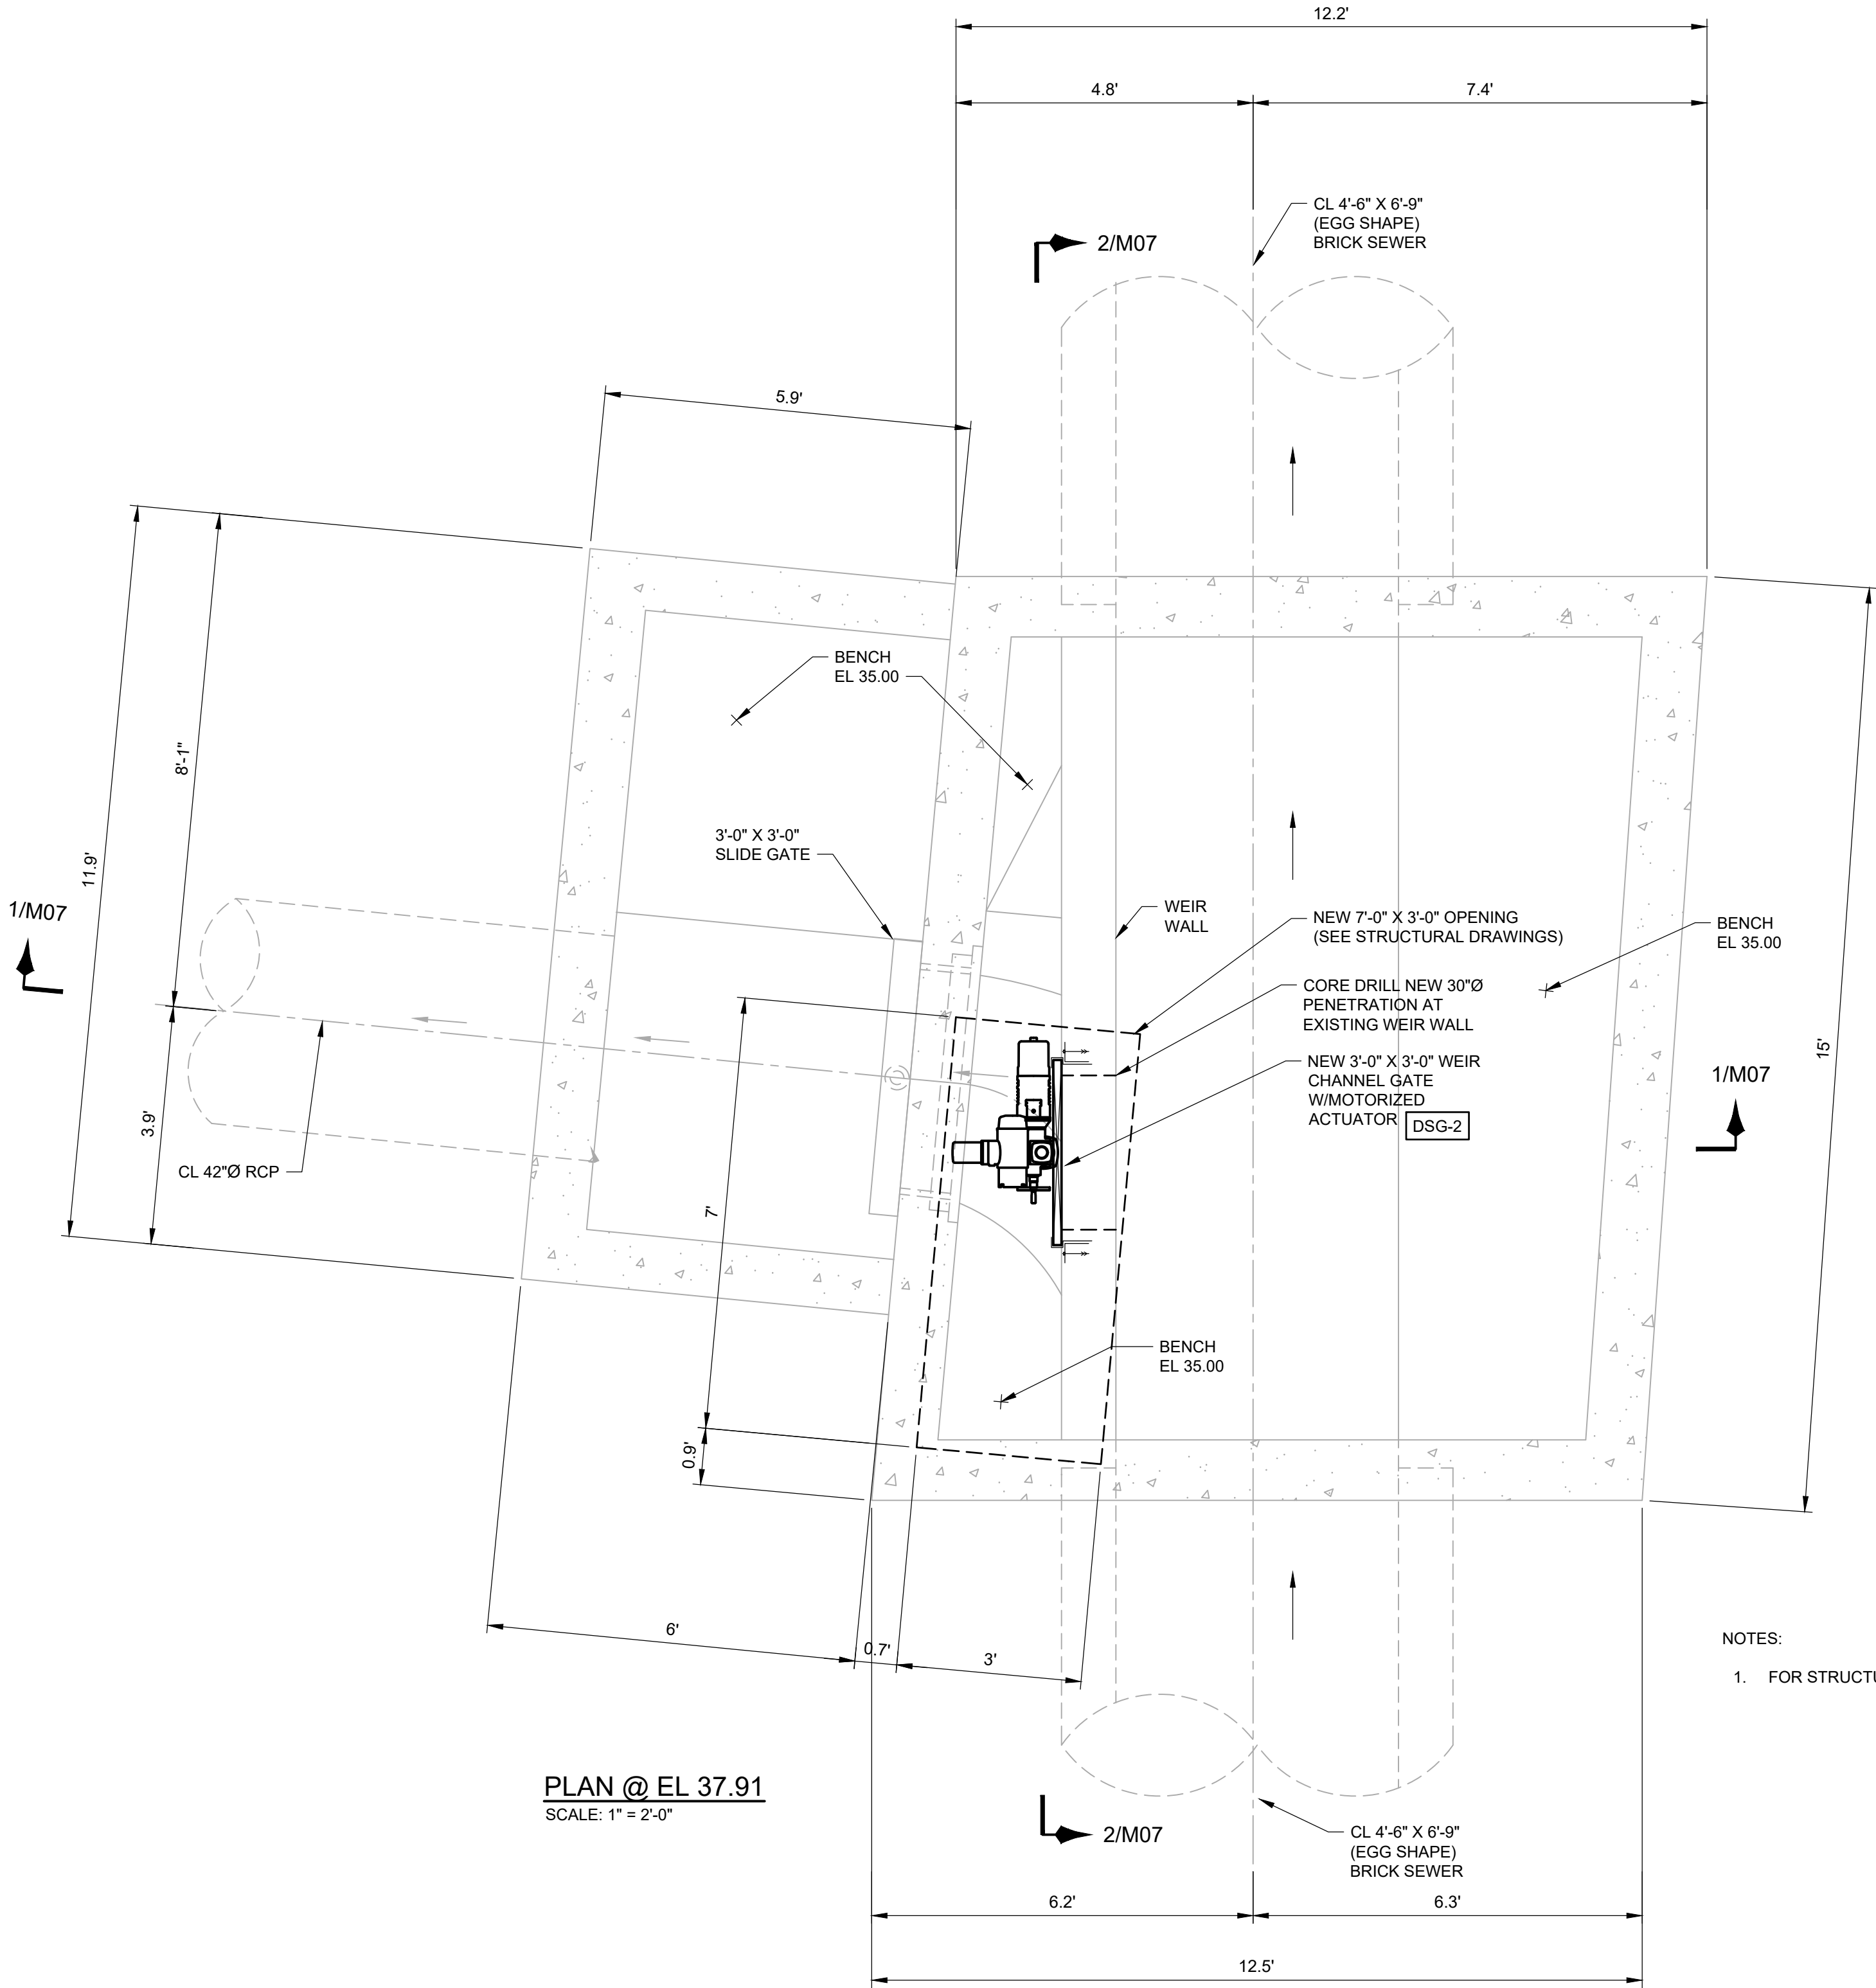 12.2'
4.8'
7.4'
CL 4'-6" X 6'-9"
(EGG SHAPE)
BRICK SEWER
2/M07
5.9'
BENCH
EL 35.00
8'-1"
11.9'
3'-0" X 3'-0"
SLIDE GATE
1/M07
WEIR
WALL
NEW 7'-0" X 3'-0" OPENING
(SEE STRUCTURAL DRAWINGS)
BENCH
EL 35.00
CORE DRILL NEW 30"Ø
PENETRATION AT
EXISTING WEIR WALL
15'
NEW 3'-0" X 3'-0" WEIR
CHANNEL GATE
W/MOTORIZED
ACTUATOR
DSG-2
1/M07
3.9'
CL 42"Ø RCP
7'
BENCH
EL 35.00
0.9'
6'
0.7'
3'
NOTES:
1. FOR
PLAN @ EL 37.91
SCALE: 1" = 2'-0"
2/M07
CL 4'-6" X 6'-9"
(EGG SHAPE)
BRICK SEWER
6.2'
6.3'
12.5'